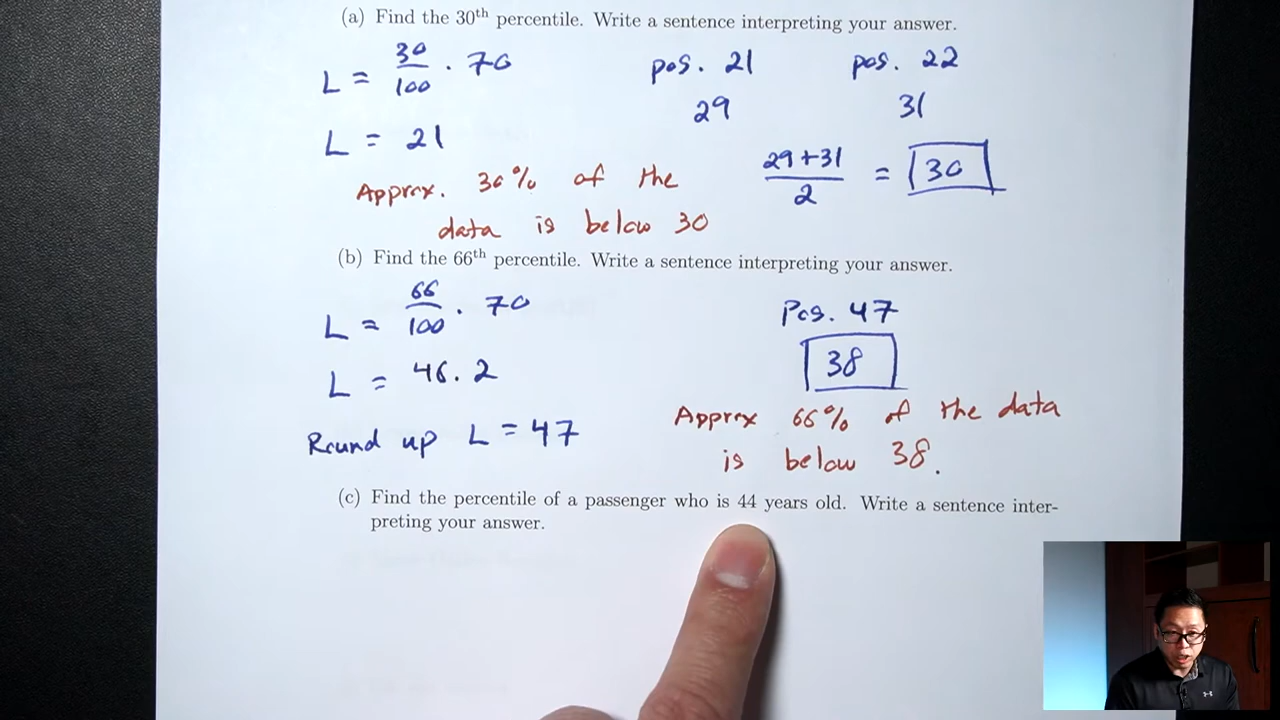 (a) Find the 30th percentile. Write a sentence interpreting your answer.
L = 30/100 · 70
pos. 21 pos. 22
29 31
L = 21
(29+31)/2 = 30
Approx. 30% of the
data is below 30
(b) Find the 66th percentile. Write a sentence interpreting your answer.
L = 66/100 · 70
Pos. 47
L = 46.2
38
Round up L = 47
Approx 66% of the data
is below 38.
(c) Find the percentile of a passenger who is 44 years old. Write a sentence inter-
preting your answer.